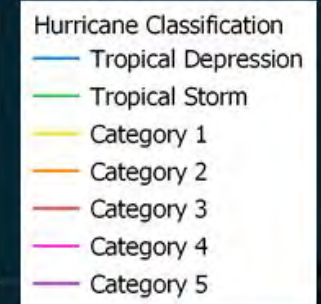 Hurricane Classification
Tropical Depression
Tropical Storm
Category 1
Category 2
Category 3
Category 4
Category 5